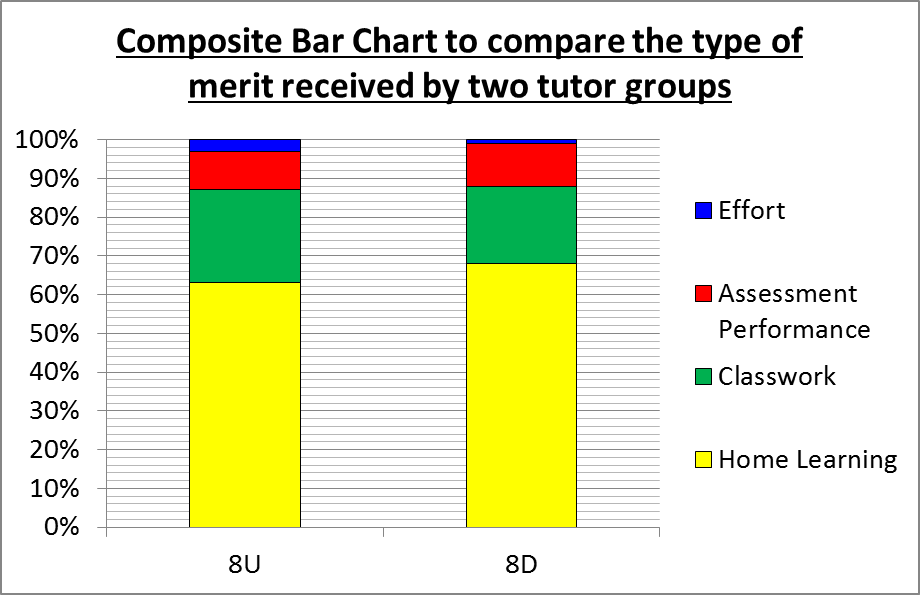 Composite Bar Chart to compare the type of
merit received by two tutor groups
100%
90%
80%
70%
60%
50%
40%
30%
20%
10%
0%
8U
8D
Effort
Assessment
Performance
Classwork
Home Learning